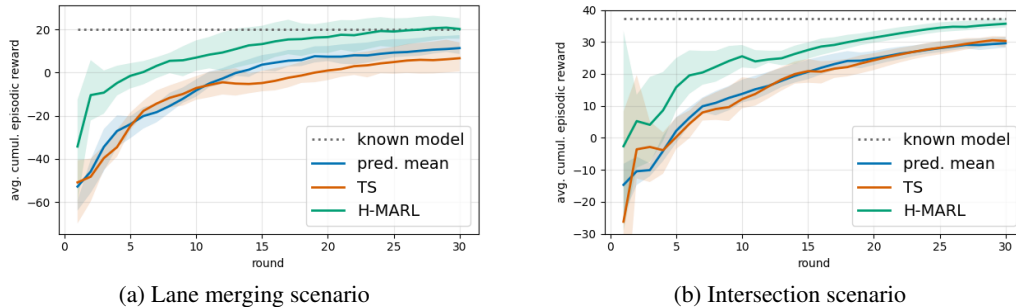 avg. cumul. episodic reward
20
0
−20
−40
−60
known model
pred. mean
TS
H-MARL
0 5 10 15 20 25 30
round
(a) Lane merging scenario
avg. cumul. episodic reward
40
30
20
10
0
−10
−20
−30
known model
pred. mean
TS
H-MARL
0 5 10 15 20 25 30
round
(b) Intersection scenario